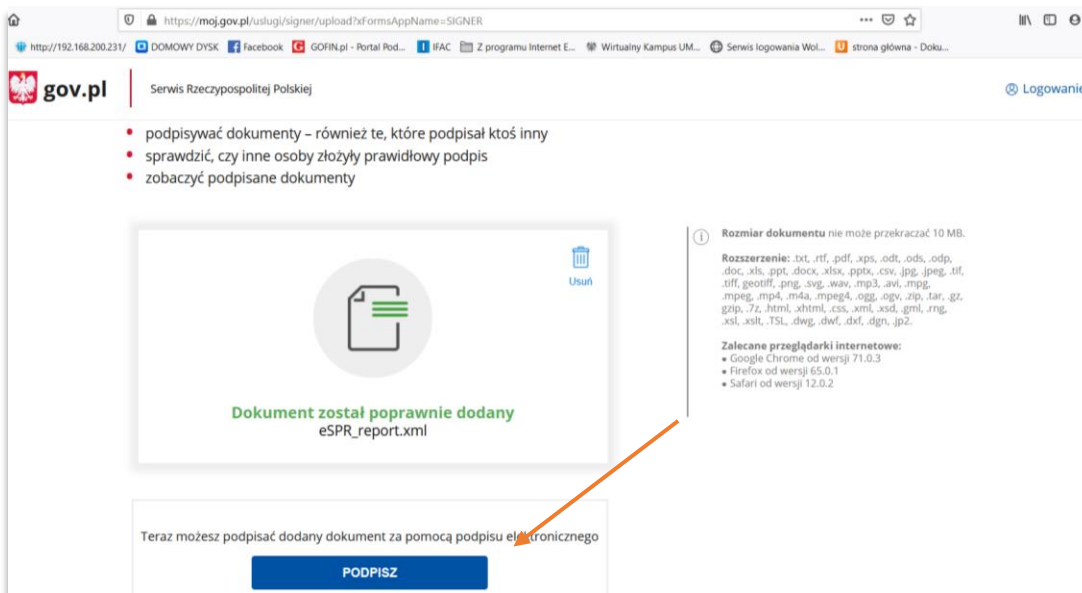 https://moj.gov.pl/uslugi/signer/upload?xFormsAppName=SIGNER
http://192.168.200.231/ DOMOWY DYSK Facebook GOFIN.pl - Portal Pod... IFAC Z programu Internet E... Wirtualny Kampus UM... Serwis logowania Wol... strona główna - Doku...
gov.pl Serwis Rzeczypospolitej Polskiej Logowanie
• podpisywać dokumenty – również te, które podpisał ktoś inny
• sprawdzić, czy inne osoby złożyły prawidłowy podpis
• zobaczyć podpisane dokumenty
Usuń
Dokument został poprawnie dodany
eSPR_report.xml
Rozmiar dokumentu nie może przekraczać 10 MB.
Rozszerzenie: .txt, .rtf, .pdf, .xps, .odt, .ods, .odp,
.doc, .xls, .ppt, .docx, .xlsx, .pptx, .csv, .jpg, .jpeg, .tif,
.tiff, geotiff, .png, .svg, .wav, .mp3, .avi, .mpg,
.mpeg, .mp4, .m4a, .mpeg4, .ogg, .ogv, .zip, .tar, .gz,
gzip, .7z, .html, .xhtml, .css, .xml, .xsd, .gml, .rng,
.xsl, .xslt, .TSL, .dwg, .dwf, .dxf, .dgn, .jp2.
Zalecane przeglądarki internetowe:
• Google Chrome od wersji 71.0.3
• Firefox od wersji 65.0.1
• Safari od wersji 12.0.2
Teraz możesz podpisać dodany dokument za pomocą podpisu elektronicznego
PODPISZ